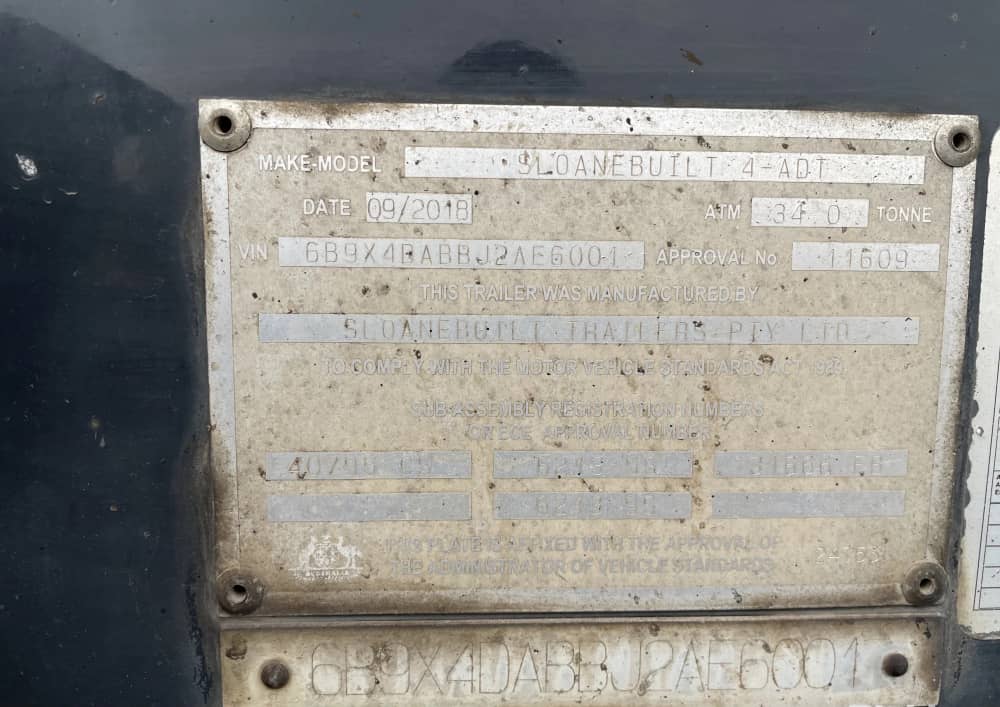 MAKE-MODEL SLOANEBUILT 4-ADT
DATE 09/2018 ATM 34.0 TONNE
VIN 6B9X4DABBJ2AE6001 APPROVAL No 11609
THIS TRAILER WAS MANUFACTURED BY
SLOANEBUILT TRAILERS PTY LTD
TO COMPLY WITH THE MOTOR VEHICLE STANDARDS ACT 1989
SUB-ASSEMBLY REGISTRATION NUMBERS
OR ECE APPROVAL NUMBER
THIS PLATE IS AFFIXED WITH THE APPROVAL OF
THE ADMINISTRATOR OF VEHICLE STANDARDS
AUSTRALIA
6B9X4DABBJ2AE6001